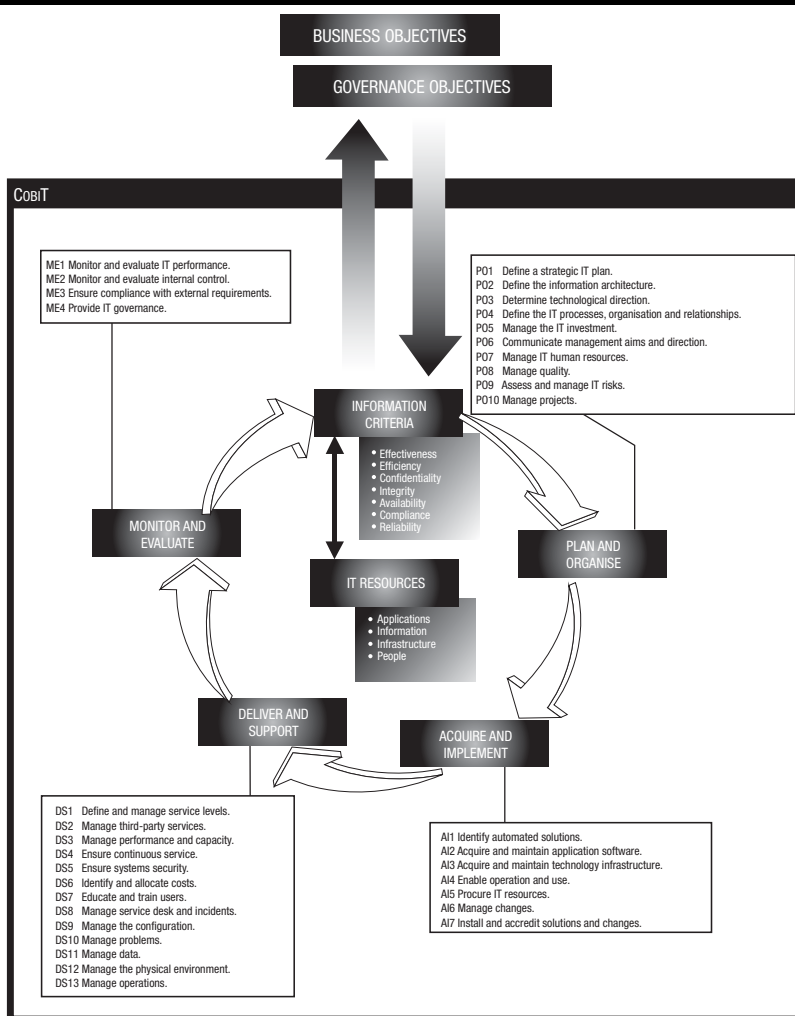 BUSINESS OBJECTIVES
GOVERNANCE OBJECTIVES
COBIT
ME1 Monitor and evaluate IT performance.
ME2 Monitor and evaluate internal control.
ME3 Ensure compliance with external requirements.
ME4 Provide IT governance.
PO1 Define a strategic IT plan.
PO2 Define the information architecture.
PO3 Determine technological direction.
PO4 Define the IT processes, organisation and relationships.
PO5 Manage the IT investment.
PO6 Communicate management aims and direction.
PO7 Manage IT human resources.
PO8 Manage quality.
PO9 Assess and manage IT risks.
PO10 Manage projects.
INFORMATION
CRITERIA
• Effectiveness
• Efficiency
• Confidentiality
• Integrity
• Availability
• Compliance
• Reliability
MONITOR AND
EVALUATE
PLAN AND
ORGANISE
IT RESOURCES
• Applications
• Information
• Infrastructure
• People
DELIVER AND
SUPPORT
ACQUIRE AND
IMPLEMENT
DS1 Define and manage service levels.
DS2 Manage third-party services.
DS3 Manage performance and capacity.
DS4 Ensure continuous service.
DS5 Ensure systems security.
DS6 Identify and allocate costs.
DS7 Educate and train users.
DS8 Manage service desk and incidents.
DS9 Manage the configuration.
DS10 Manage problems.
DS11 Manage data.
DS12 Manage the physical environment.
DS13 Manage operations.
AI1 Identify automated solutions.
AI2 Acquire and maintain application software.
AI3 Acquire and maintain technology infrastructure.
AI4 Enable operation and use.
AI5 Procure IT resources.
AI6 Manage changes.
AI7 Install and accredit solutions and changes.